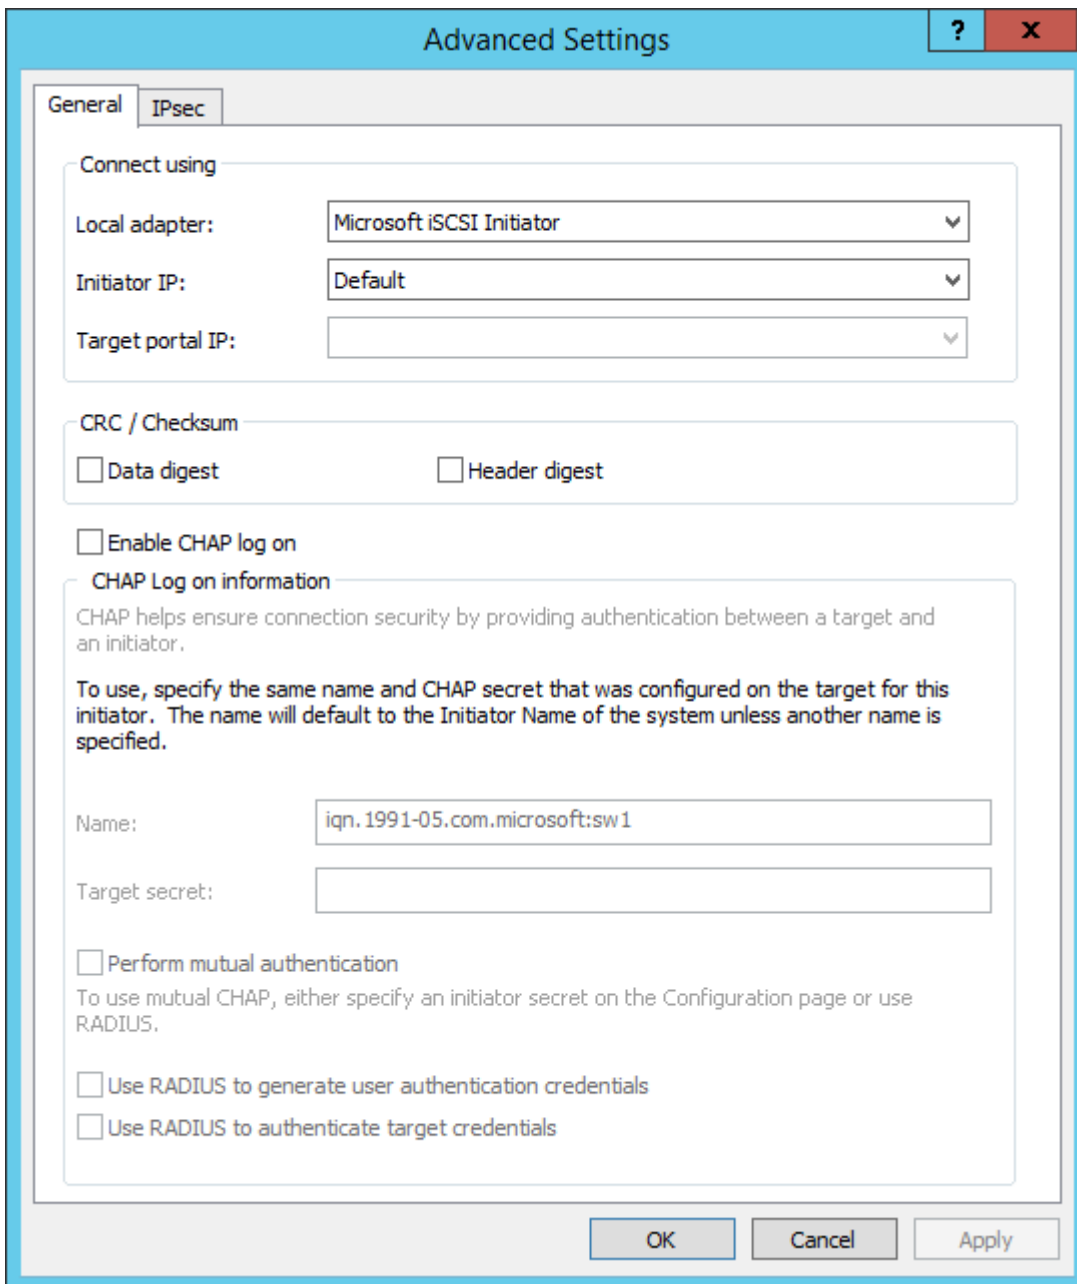 Advanced Settings
?
x
General
IPsec
Connect using
Local adapter:
Microsoft iSCSI Initiator
Initiator IP:
Default
Target portal IP:
CRC / Checksum
Data digest
Header digest
Enable CHAP log on
CHAP Log on information
CHAP helps ensure connection security by providing authentication between a target and
an initiator.
To use, specify the same name and CHAP secret that was configured on the target for this
initiator.  The name will default to the Initiator Name of the system unless another name is
specified.
Name:
iqn.1991-05.com.microsoft:sw1
Target secret:
Perform mutual authentication
To use mutual CHAP, either specify an initiator secret on the Configuration page or use
RADIUS.
Use RADIUS to generate user authentication credentials
Use RADIUS to authenticate target credentials
OK
Cancel
Apply